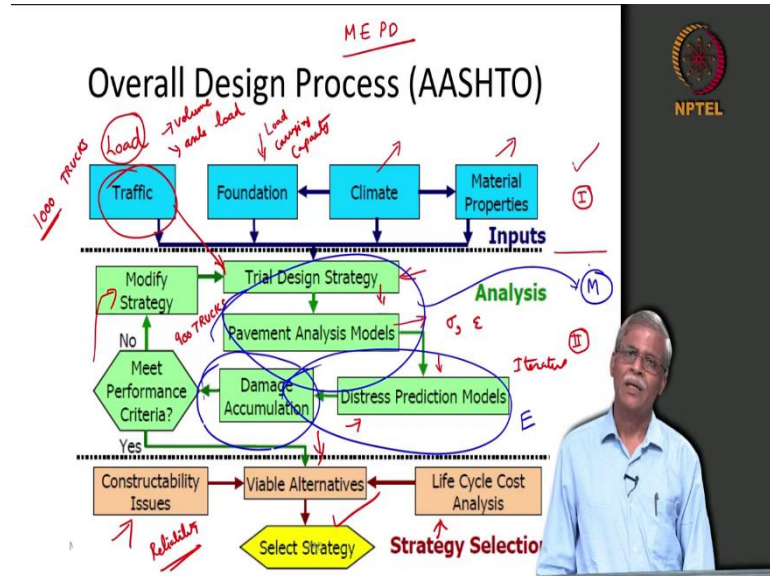 MEPD
NPTEL
Overall Design Process (AASHTO)
1000 TRUCKS
Load
→ volume
axle load
Load
Carrying
Capacity
Traffic
Foundation
Climate
Material
Properties
I
Inputs
Modify
Strategy
Trial Design Strategy
Analysis
M
900 TRUCKS
Pavement Analysis Models
σ, ε
II
No
Iterative
Meet
Performance
Criteria?
Damage
Accumulation
Distress Prediction Models
E
Yes
Constructability
Issues
Viable Alternatives
Life Cycle Cost
Analysis
Reliability
Select Strategy
Strategy Selection